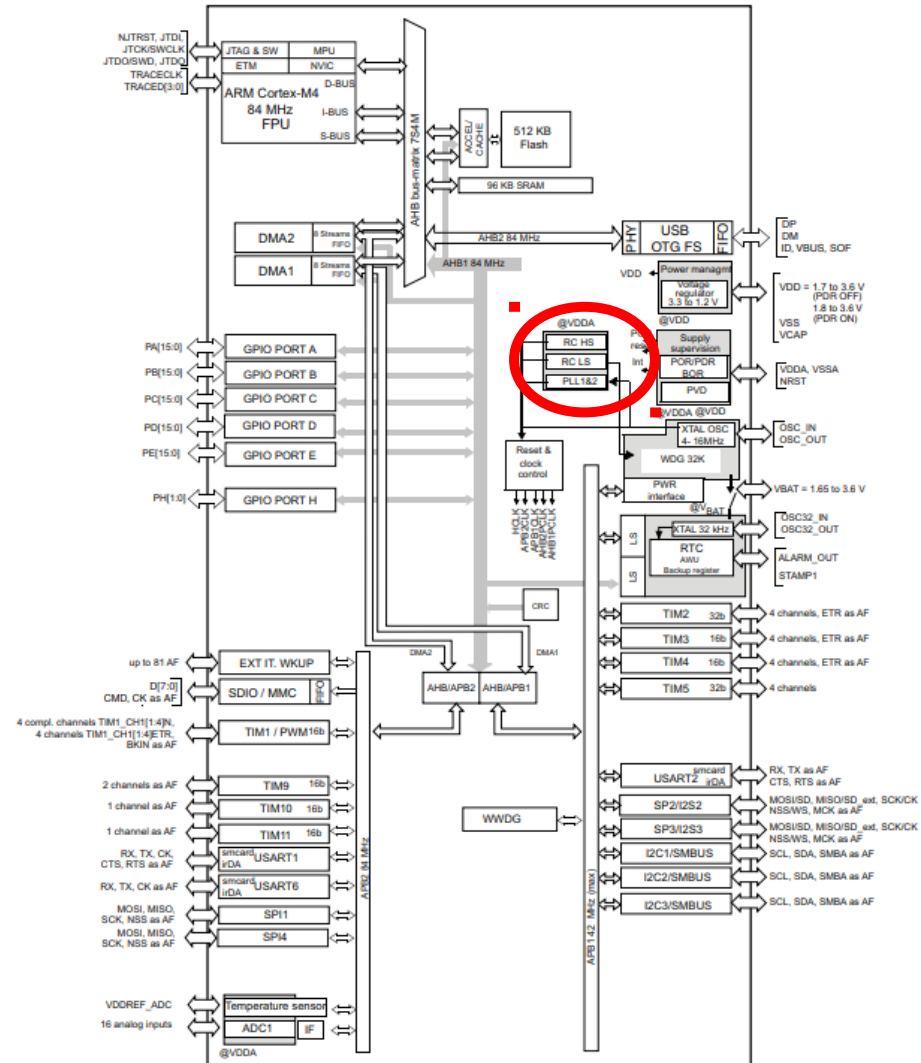 NJTRST, JTDI,
JTCK/SWCLK
JTDO/SWD, JTDO
TRACECLK
TRACED[3:0]
JTAG & SW
MPU
ETM
NVIC
ARM Cortex-M4
84 MHz
FPU
D-BUS
I-BUS
S-BUS
AHB bus-matrix 7S4M
ACCEL/
CACHE
512 KB
Flash
96 KB SRAM
DMA2
8 Streams
FIFO
DMA1
8 Streams
FIFO
AHB2 84 MHz
AHB1 84 MHz
PHY
USB
OTG FS
FIFO
DP
DM
ID, VBUS, SOF
VDD
Power managmt
Voltage
regulator
3.3 to 1.2 V
@VDD
VDD = 1.7 to 3.6 V
(PDR OFF)
1.8 to 3.6 V
(PDR ON)
VSS
VCAP
@VDDA
RC HS
RC LS
PLL1&2
Int
Supply
supervision
POR/PDR
BOR
PVD
VDDA, VSSA
NRST
@VDDA
@VDD
XTAL OSC
4- 16MHz
WDG 32K
OSC_IN
OSC_OUT
PA[15:0]
GPIO PORT A
PB[15:0]
GPIO PORT B
PC[15:0]
GPIO PORT C
PD[15:0]
GPIO PORT D
PE[15:0]
GPIO PORT E
PH[1:0]
GPIO PORT H
Reset &
clock
control
HCLK
APB2CLK
APB1CLK
AHB2PCLK
AHB1PCLK
PWR
interface
VBAT = 1.65 to 3.6 V
@VBAT
LS
LS
XTAL 32 kHz
RTC
AWU
Backup register
OSC32_IN
OSC32_OUT
ALARM_OUT
STAMP1
CRC
DMA2
DMA1
AHB/APB2
AHB/APB1
TIM2
32b
4 channels, ETR as AF
TIM3
16b
4 channels, ETR as AF
TIM4
16b
4 channels, ETR as AF
TIM5
32b
4 channels
up to 81 AF
EXT IT. WKUP
D[7:0]
CMD, CK as AF
SDIO / MMC
FIFO
4 compl. channels TIM1_CH1[1:4]N,
4 channels TIM1_CH1[1:4]ETR,
BKIN as AF
TIM1 / PWM
16b
2 channels as AF
TIM9
16b
1 channel as AF
TIM10
16b
1 channel as AF
TIM11
16b
RX, TX, CK,
CTS, RTS as AF
smcard
irDA
USART1
RX, TX, CK as AF
smcard
irDA
USART6
MOSI, MISO,
SCK, NSS as AF
SPI1
MOSI, MISO,
SCK, NSS as AF
SPI4
APB2 84 MHz
WWDG
APB1 42 MHz (max)
USART2
smcard
irDA
RX, TX as AF
CTS, RTS as AF
SP2/I2S2
MOSI/SD, MISO/SD_ext, SCK/CK
NSS/WS, MCK as AF
SP3/I2S3
MOSI/SD, MISO/SD_ext, SCK/CK
NSS/WS, MCK as AF
I2C1/SMBUS
SCL, SDA, SMBA as AF
I2C2/SMBUS
SCL, SDA, SMBA as AF
I2C3/SMBUS
SCL, SDA, SMBA as AF
VDDREF_ADC
Temperature sensor
16 analog inputs
ADC1
IF
@VDDA